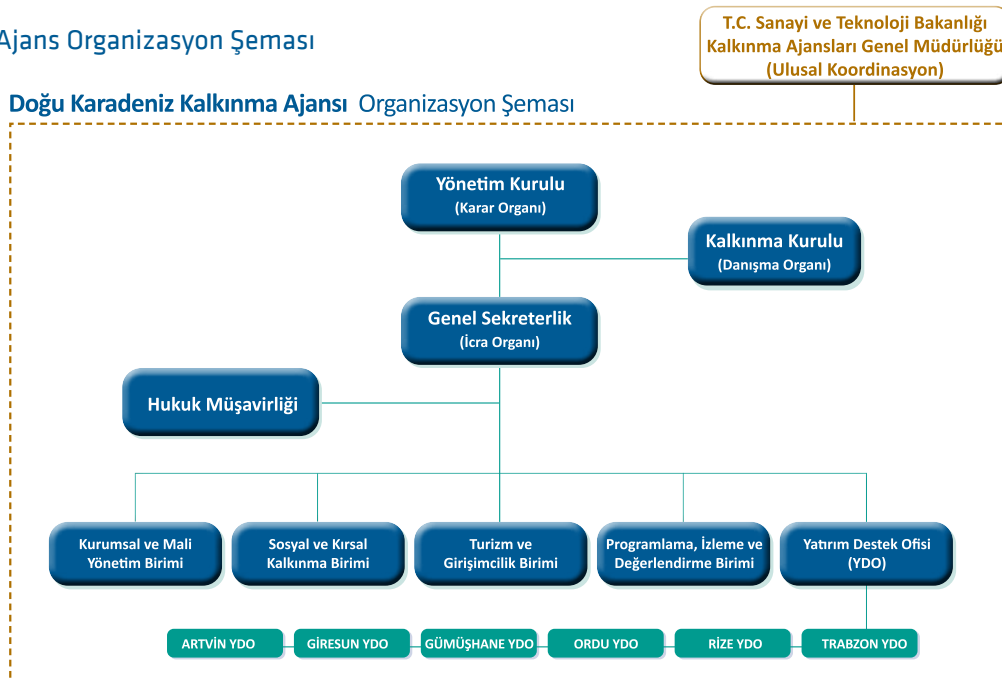 Ajans Organizasyon Şeması
T.C. Sanayi ve Teknoloji Bakanlığı
Kalkınma Ajansları Genel Müdürlüğü
(Ulusal Koordinasyon)
Doğu Karadeniz Kalkınma Ajansı Organizasyon Şeması
Yönetim Kurulu
(Karar Organı)
Kalkınma Kurulu
(Danışma Organı)
Genel Sekreterlik
(İcra Organı)
Hukuk Müşavirliği
Kurumsal ve Mali
Yönetim Birimi
Sosyal ve Kırsal
Kalkınma Birimi
Turizm ve
Girişimcilik Birimi
Programlama, İzleme ve
Değerlendirme Birimi
Yatırım Destek Ofisi
(YDO)
ARTVİN YDO
GİRESUN YDO
GÜMÜŞHANE YDO
ORDU YDO
RİZE YDO
TRABZON YDO